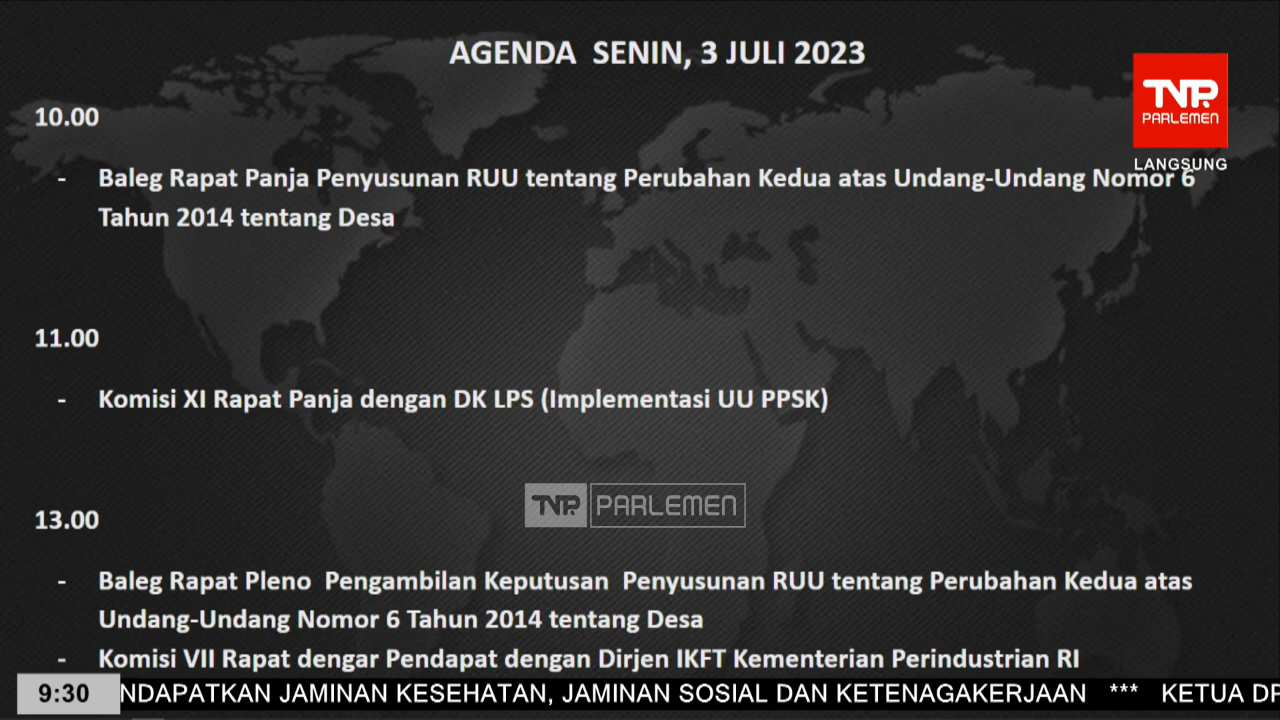 AGENDA SENIN, 3 JULI 2023
TVP
PARLEMEN
LANGSUNG
10.00
- Baleg Rapat Panja Penyusunan RUU tentang Perubahan Kedua atas Undang-Undang Nomor 6
Tahun 2014 tentang Desa
11.00
- Komisi XI Rapat Panja dengan DK LPS (Implementasi UU PPSK)
TVP PARLEMEN
13.00
- Baleg Rapat Pleno Pengambilan Keputusan Penyusunan RUU tentang Perubahan Kedua atas
Undang-Undang Nomor 6 Tahun 2014 tentang Desa
- Komisi VII Rapat dengar Pendapat dengan Dirjen IKFT Kementerian Perindustrian RI
9:30 NDAPATKAN JAMINAN KESEHATAN, JAMINAN SOSIAL DAN KETENAGAKERJAAN *** KETUA DP